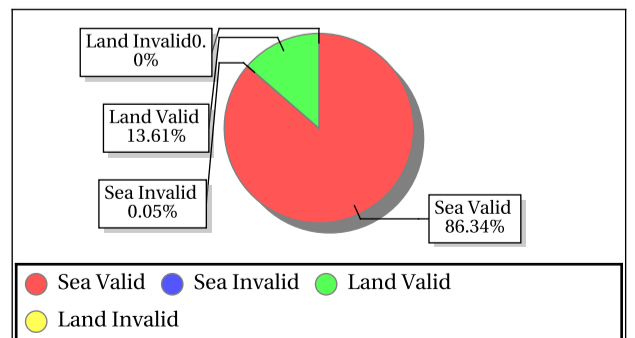 Land Invalid0.
0%
Land Valid
13.61%
Sea Invalid
0.05%
Sea Valid
86.34%
Sea Valid Sea Invalid Land Valid
Land Invalid